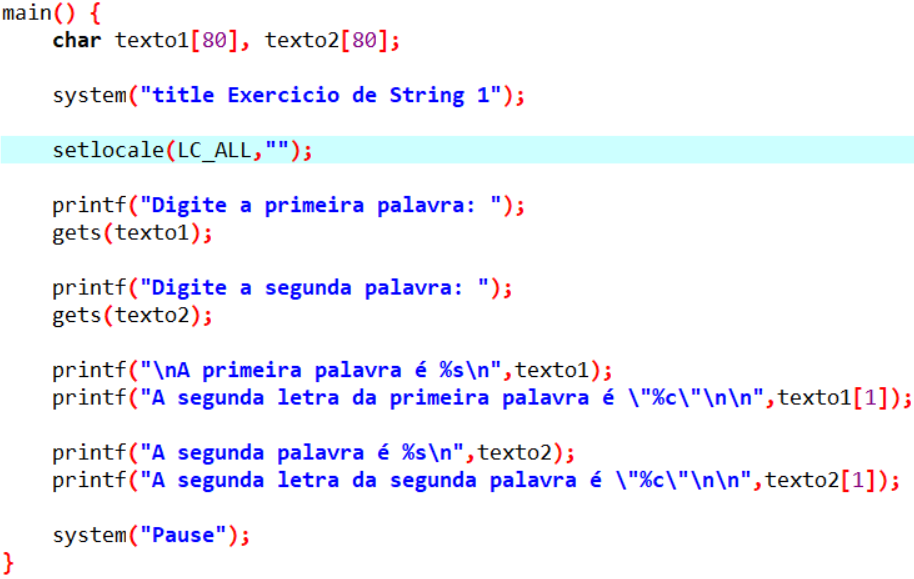 main() {
    char texto1[80], texto2[80];

    system("title Exercicio de String 1");

    setlocale(LC_ALL,"");

    printf("Digite a primeira palavra: ");
    gets(texto1);

    printf("Digite a segunda palavra: ");
    gets(texto2);

    printf("\nA primeira palavra é %s\n",texto1);
    printf("A segunda letra da primeira palavra é \"%c\"\n\n",texto1[1]);

    printf("A segunda palavra é %s\n",texto2);
    printf("A segunda letra da segunda palavra é \"%c\"\n\n",texto2[1]);

    system("Pause");
}